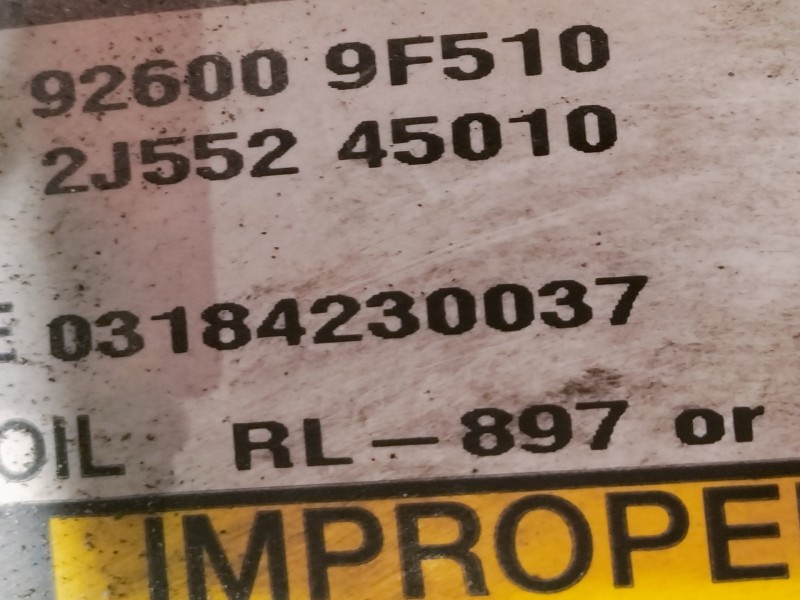 92600 9F510
2J552 45010
E 03184230037
OIL RL-897 or
IMPROPE